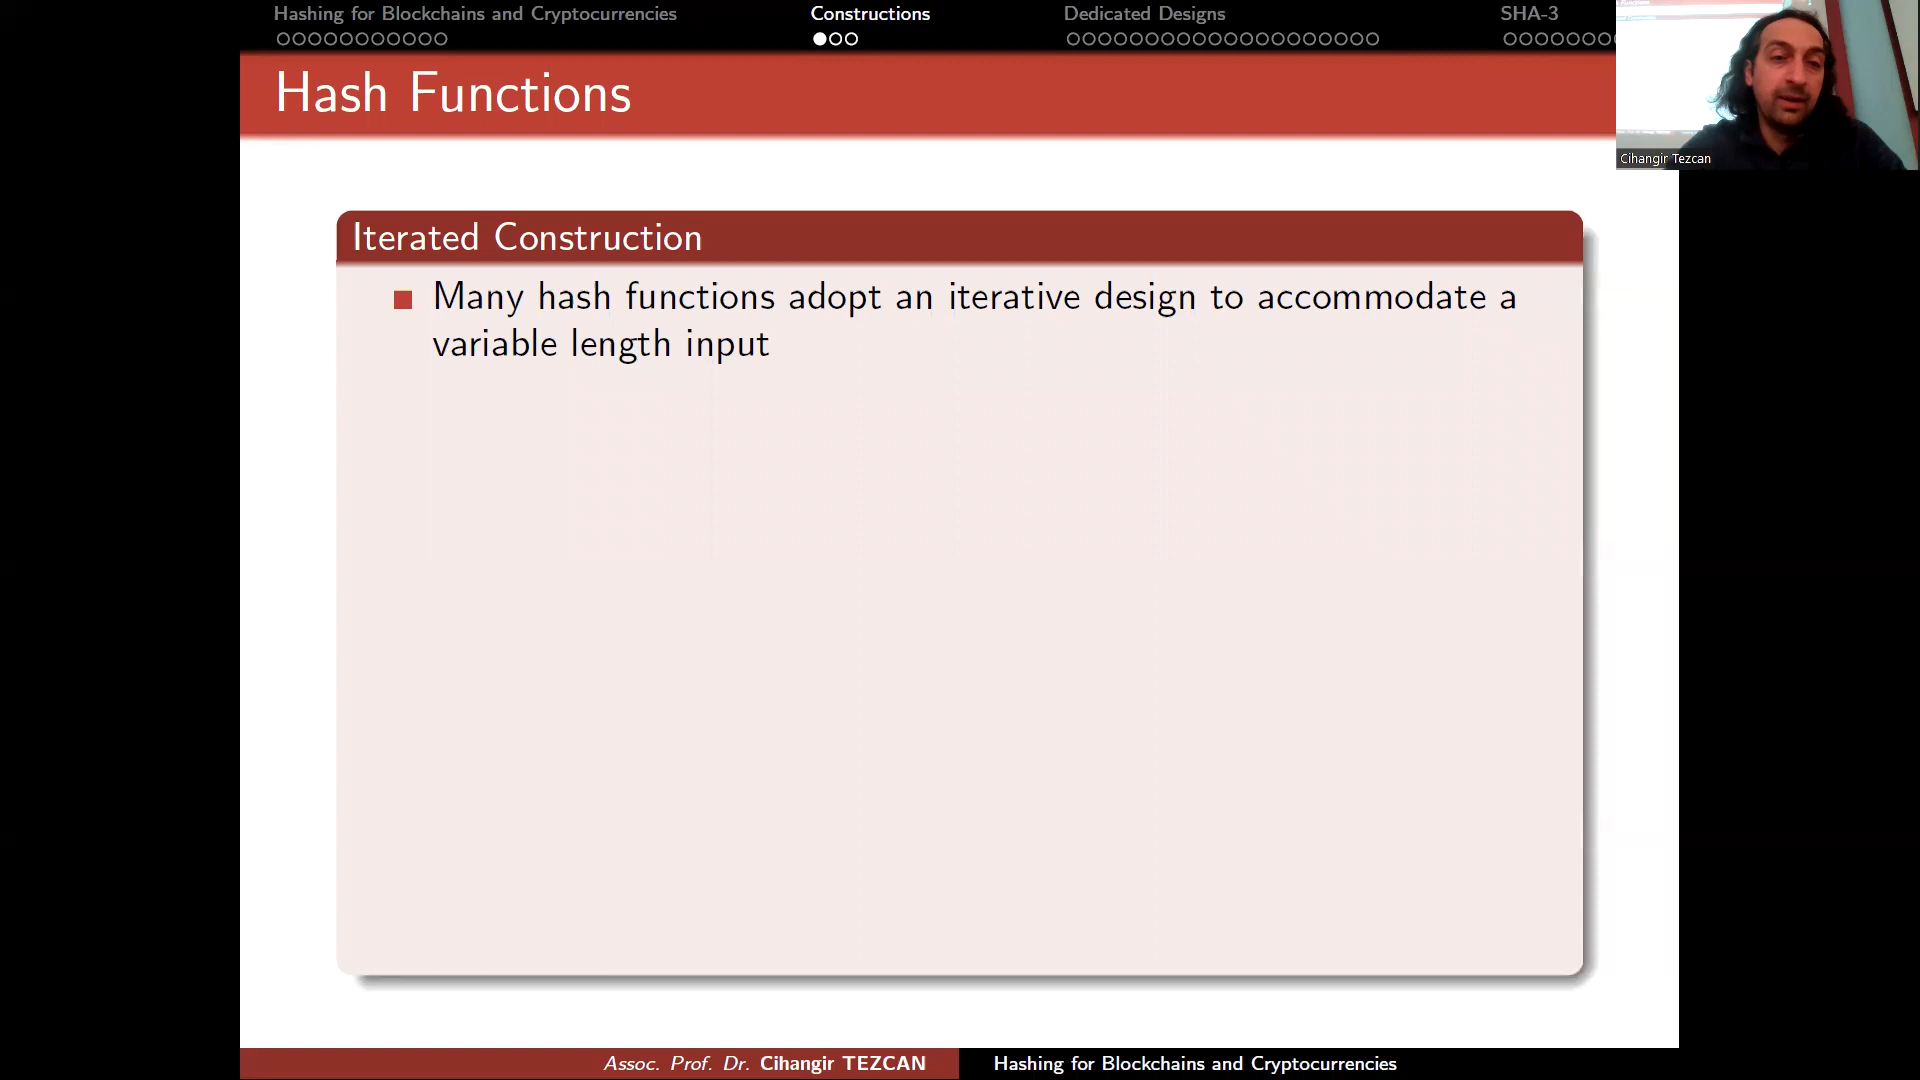 Hashing for Blockchains and Cryptocurrencies
Constructions
Dedicated Designs
SHA-3
Hash Functions
Cihangir Tezcan
Iterated Construction
Many hash functions adopt an iterative design to accommodate a
variable length input
Assoc. Prof. Dr. Cihangir TEZCAN
Hashing for Blockchains and Cryptocurrencies